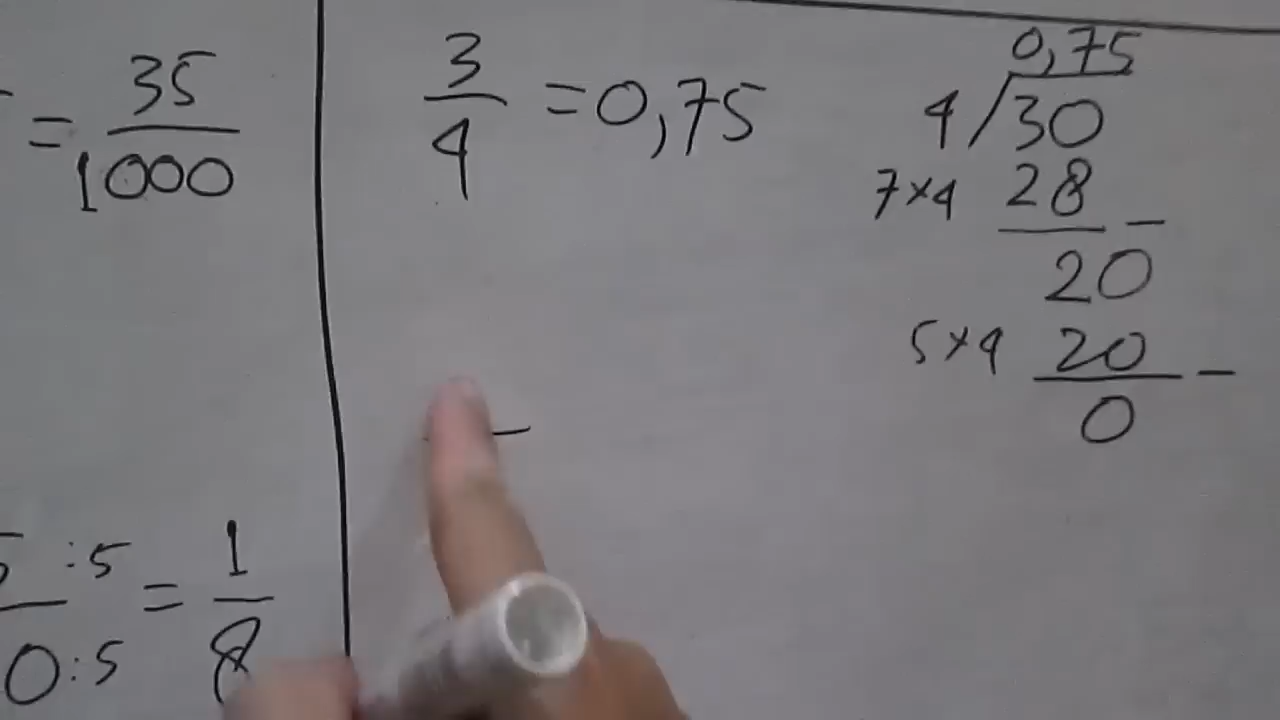 = 35/1000
3/4 = 0,75
0,75
4/30
7×4 28 -
20
5×4 20 -
0
:5 = 1/8
0:5